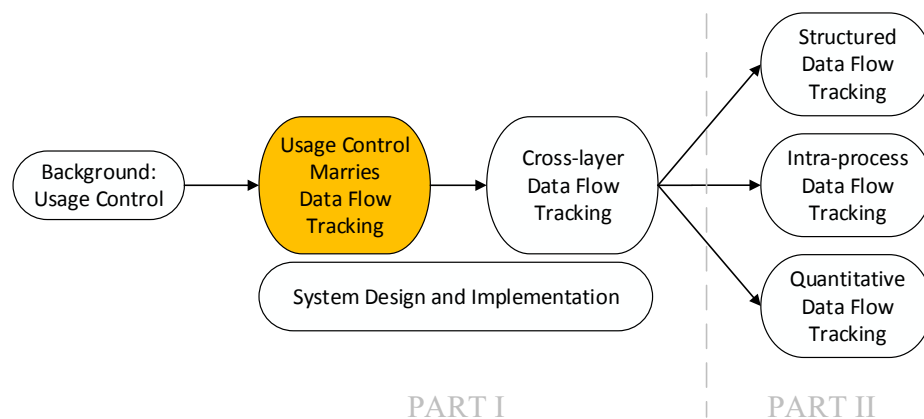 Background:
Usage Control
Usage Control
Marries
Data Flow
Tracking
Cross-layer
Data Flow
Tracking
System Design and Implementation
Structured
Data Flow
Tracking
Intra-process
Data Flow
Tracking
Quantitative
Data Flow
Tracking
PART I
PART II